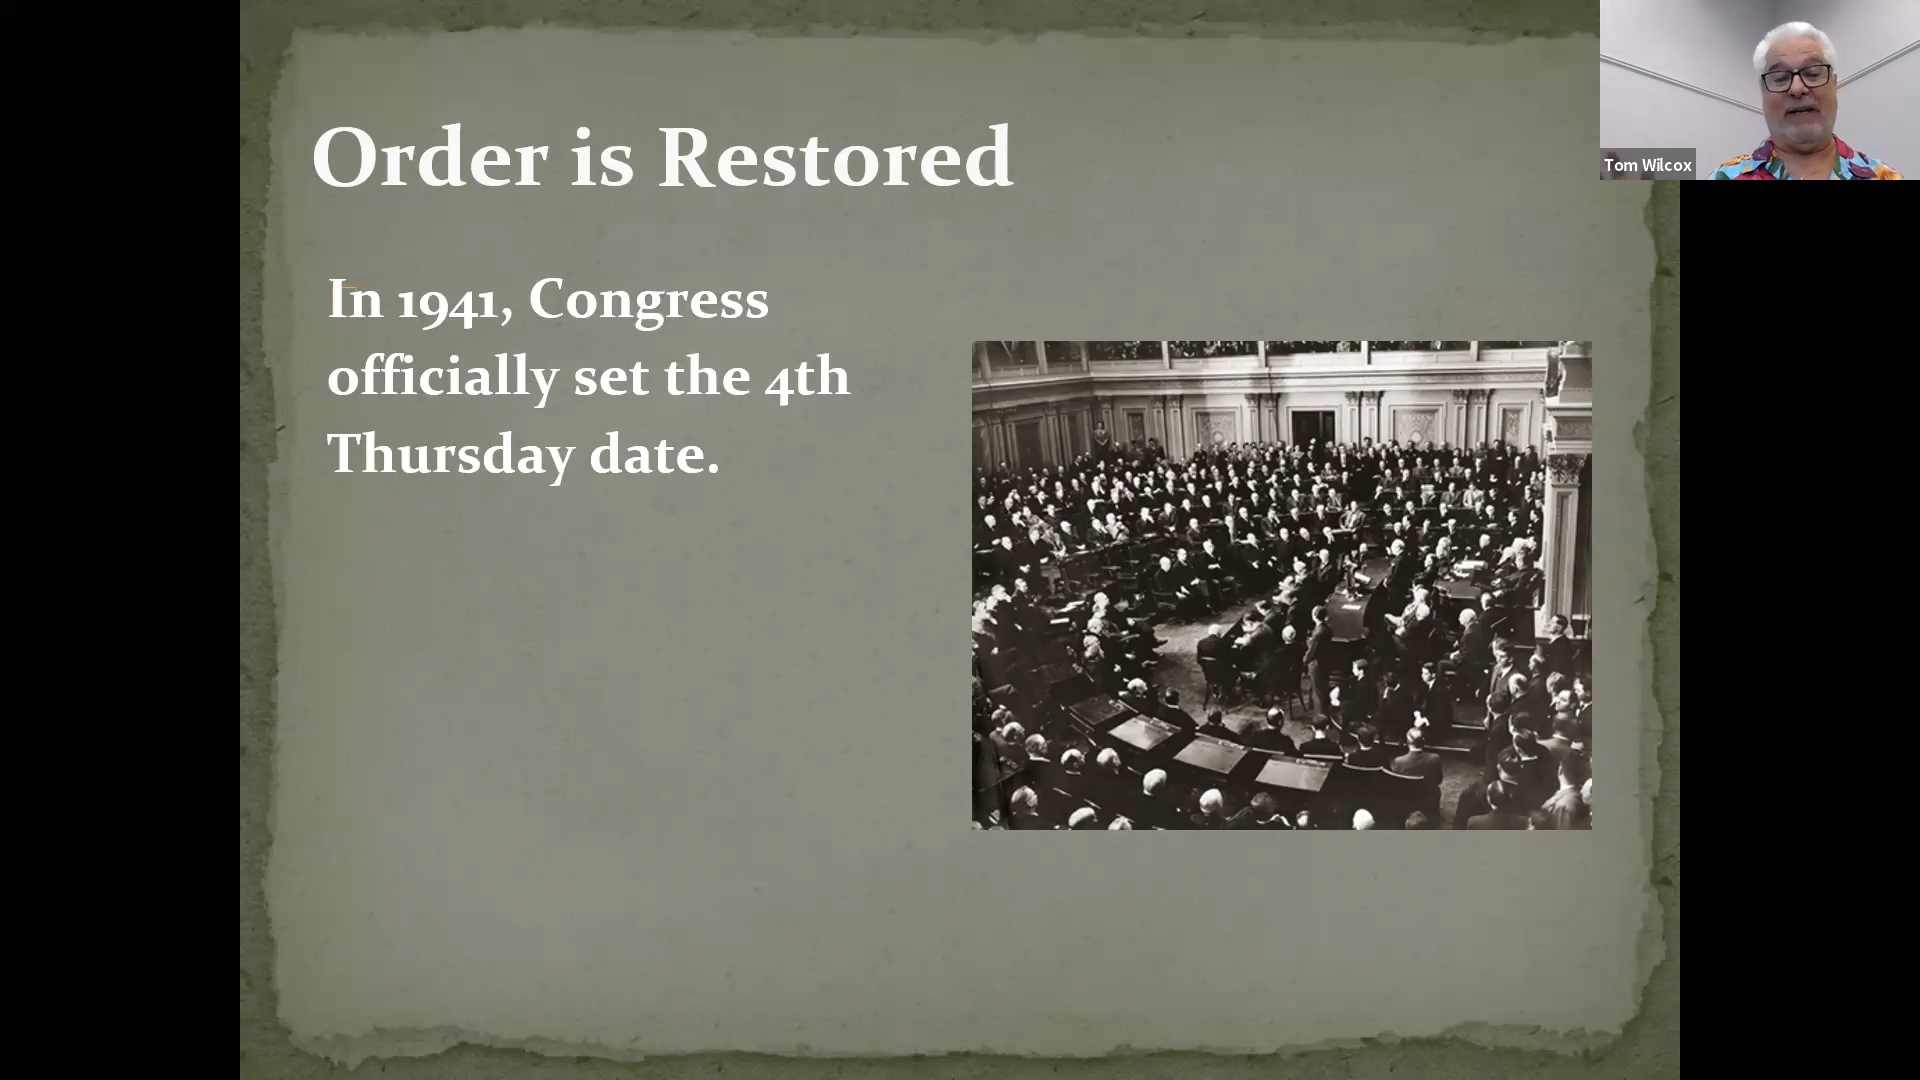 Order is Restored
In 1941, Congress
officially set the 4th
Thursday date.
Tom Wilcox